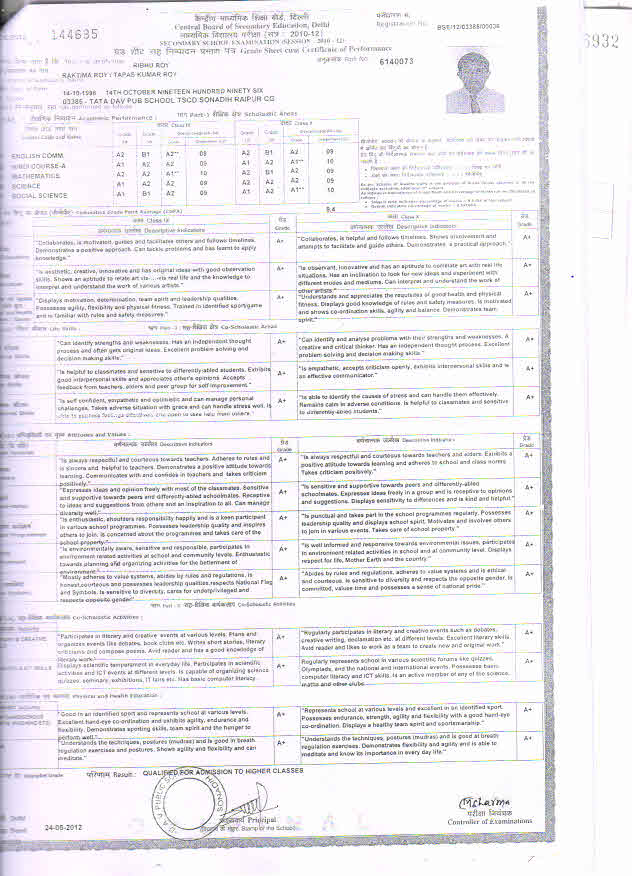 केन्द्रीय माध्यमिक शिक्षा बोर्ड, दिल्ली
Central Board of Secondary Education, Delhi
माध्यमिक विद्यालय परीक्षा (सत्र : 2010-12)
SECONDARY SCHOOL EXAMINATION (SESSION : 2010-12)
144635
Registration No.
6932
Grade Sheet cum Certificate of Performance
6140073
RIBHU ROY
RAKTIMA ROY / TAPAS KUMAR ROY
14-10-1996 14TH OCTOBER NINETEEN HUNDRED NINETY SIX
03385 - TATA DAV PUB SCHOOL TSCD SONADIH RAIPUR CG
Academic Performance : Part-1 Scholastic Areas
ENGLISH COMM. A2 B1 A2 09 A2 B1 A2 09
HINDI COURSE-A A1 A2 A2 09 A1 A2 A1** 10
MATHEMATICS A2 A2 A1** 10 A2 B2 A2 09
SCIENCE A1 A2 A2 09 A2 A2 A2 09
SOCIAL SCIENCE A1 B1 A2 09 A1 A2 A1** 10
Cumulative Grade Point Average (CGPA) 9.4
Descriptive Indicators Grade Descriptive Indicators Grade
"Collaborates, is motivated, guides and facilitates others and follows timelines. Demonstrates a positive approach. Can tackle problems and has learnt to apply knowledge." A+
"Collaborates, is helpful and follows timelines. Shows involvement and attempts to facilitate and guide others. Demonstrates a practical approach." A+
"Is aesthetic, creative, innovative and has original ideas with good observation skills. Shows an aptitude to relate art with real life and the knowledge to interpret and understand the work of various artists." A+
"Is observant, innovative and has an aptitude to correlate art with real life situations. Has an inclination to look for new ideas and experiment with different modes and mediums. Can interpret and understand the work of other artists." A+
"Displays motivation, determination, team spirit and leadership qualities. Possesses agility, flexibility and physical fitness. Trained in identified sport/game and is familiar with rules and safety measures." A+
"Understands and appreciates the requisites of good health and physical fitness. Displays good knowledge of rules and safety measures. Is motivated and shows co-ordination skills, agility and balance. Demonstrates team spirit." A+
Life Skills : Part-2 : Co-Scholastic Areas
"Can identify strengths and weaknesses. Has an independent thought process and often gets original ideas. Excellent problem solving and decision making skills." A+
"Can identify and analyse problems with their strengths and weaknesses. A creative and critical thinker. Has an independent thought process. Excellent problem solving and decision making skills." A+
"Is helpful to classmates and sensitive to differently-abled students. Exhibits good interpersonal skills and appreciates other's opinions. Accepts feedback from teachers, elders and peer group for self improvement." A+
"Is empathetic, accepts criticism openly, exhibits interpersonal skills and is an effective communicator." A+
"Is self confident, empathetic and optimistic and can manage personal challenges. Takes adverse situation with grace and can handle stress well. A+
"Is able to identify the causes of stress and can handle them effectively. Remains calm in adverse conditions. Is helpful to classmates and sensitive to differently-abled students." A+
Attitudes and Values :
Descriptive Indicators Grade Descriptive Indicators Grade
"Is always respectful and courteous towards teachers. Adheres to rules and is sincere and helpful to teachers. Demonstrates a positive attitude towards learning. Communicates with and confides in teachers and takes criticism positively." A+
"Is always respectful and courteous towards teachers and elders. Exhibits a positive attitude towards learning and adheres to school and class norms. Takes criticism positively." A+
"Expresses ideas and opinion freely with most of the classmates. Sensitive and supportive towards peers and differently-abled schoolmates. Receptive to ideas and suggestions from others and an inspiration to all. Can manage diversity well." A+
"Is sensitive and supportive towards peers and differently-abled schoolmates. Expresses ideas freely in a group and is receptive to opinions and suggestions. Displays sensitivity to differences and is kind and helpful." A+
"Is enthusiastic, shoulders responsibility happily and is a keen participant in various school programmes. Possesses leadership quality and inspires others to join. Is concerned about the programmes and takes care of the school property." A+
"Is punctual and takes part in the school programmes regularly. Possesses leadership quality and displays school spirit. Motivates and involves others to join in various events. Takes care of school property." A+
"Is environmentally aware, sensitive and responsible, participates in environment related activities at school and community levels. Enthusiastic towards planning and organizing activities for the betterment of environment." A+
"Is well informed and responsive towards environmental issues, participates in environment related activities in school and at community level. Displays respect for life, Mother Earth and the country." A+
"Mostly adheres to value systems, abides by rules and regulations, is honest,courteous and possesses leadership qualities,respects National Flag and Symbols. Is sensitive to diversity, cares for underprivileged and respects opposite gender" A+
"Abides by rules and regulations, adheres to value systems and is ethical and courteous. Is sensitive to diversity and respects the opposite gender. Is committed, values time and possesses a sense of national pride." A+
Part-3 Co-Scholastic Activities
Co-Scholastic Activities :
"Participates in literary and creative events at various levels. Plans and organizes events like debates, book clubs etc. Writes short stories, literary criticisms and compose poems. Avid reader and has a good knowledge of literary work." A+
"Regularly participates in literary and creative events such as debates, creative writing, declamation etc. at different levels. Excellent literary skills. Avid reader and likes to work as a team to create new and original work." A+
Displays scientific temperament in everyday life. Participates in scientific activities and ICT events at different levels. Is capable of organizing science quizzes, seminars, exhibitions, IT fairs etc. Has basic computer literacy. A+
Regularly represents school in various scientific forums like quizzes, Olympiads, and the national and international events. Possesses basic computer literacy and ICT skills. Is an active member of any of the science, maths and other clubs. A+
Physical and Health Education :
"Good in an identified sport and represents school at various levels. Excellent hand-eye co-ordination and exhibits agility, endurance and flexibility. Demonstrates sporting skills, team spirit and the hunger to perform well." A+
"Represents school at various levels and excellent in an identified sport. Possesses endurance, strength, agility and flexibility with a good hand-eye co-ordination. Displays a healthy team spirit and sportsmanship." A+
"Understands the techniques, postures (mudras) and is good in breath regulation exercises and postures. Shows agility and flexibility and can meditate." A+
"Understands the techniques, postures (mudras) and is good at breath regulation exercises. Demonstrates flexibility and agility and is able to meditate and know its importance in every day life." A+
परिणाम Result : QUALIFIED FOR ADMISSION TO HIGHER CLASSES
Principal
Stamp of the School
परीक्षा नियंत्रक
Controller of Examinations
24-05-2012